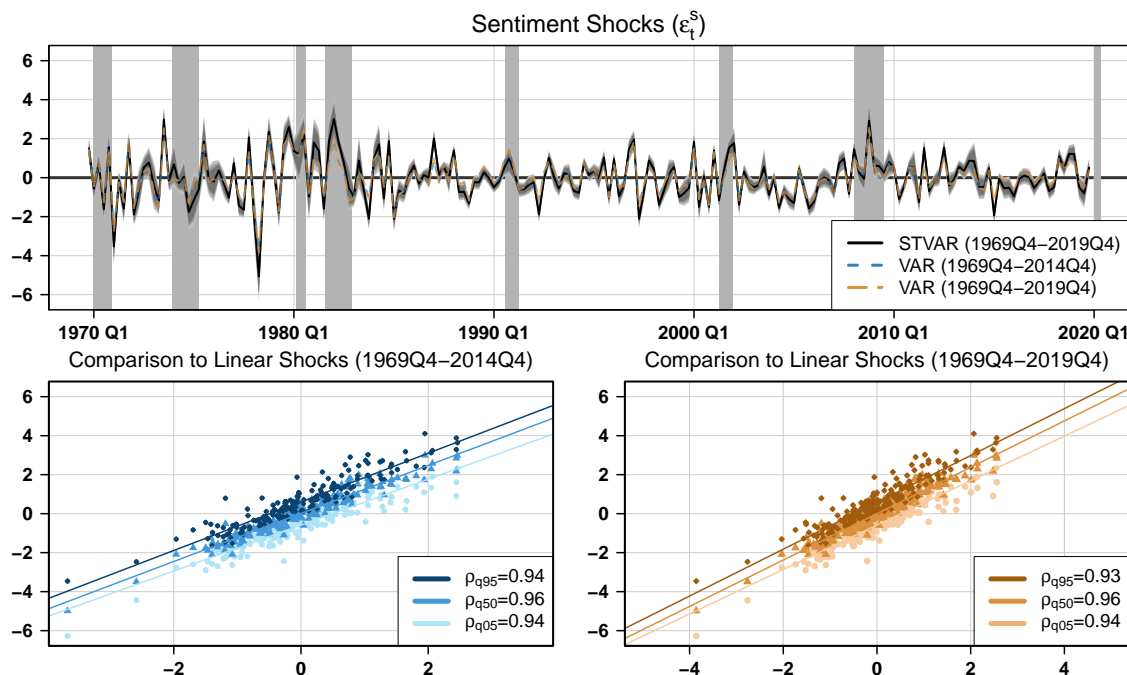 Sentiment Shocks (εₜˢ)
6
4
2
0
−2
−4
−6
STVAR (1969Q4−2019Q4)
VAR (1969Q4−2014Q4)
VAR (1969Q4−2019Q4)
1970 Q1 1980 Q1 1990 Q1 2000 Q1 2010 Q1 2020 Q1
Comparison to Linear Shocks (1969Q4−2014Q4)
6
4
2
0
−2
−4
−6
ρq95=0.94
ρq50=0.96
ρq05=0.94
−2 0 2
Comparison to Linear Shocks (1969Q4−2019Q4)
6
4
2
0
−2
−4
−6
ρq95=0.93
ρq50=0.96
ρq05=0.94
−4 −2 0 2 4